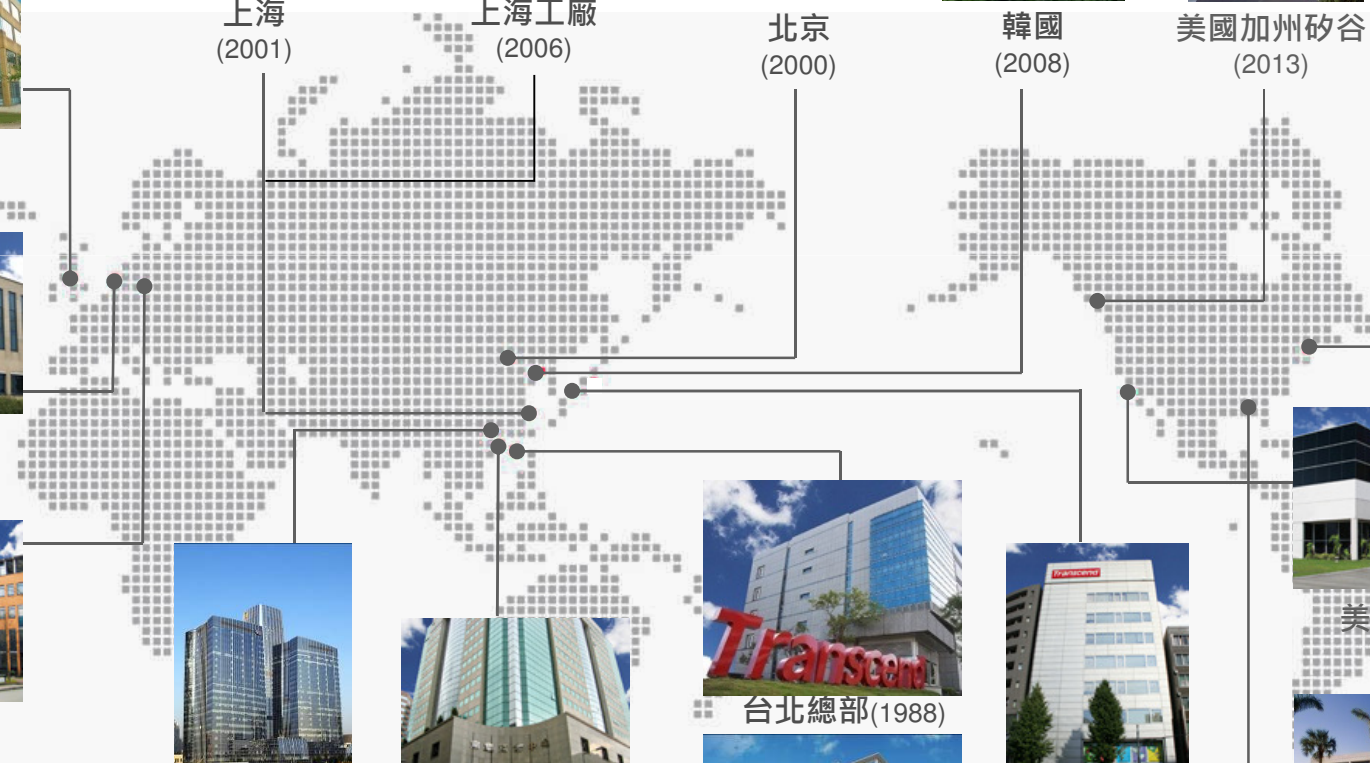 上海
(2001)
上海工廠
(2006)
北京
(2000)
韓國
(2008)
美國加州矽谷
(2013)
Transcend
Transcend
台北總部(1988)
美